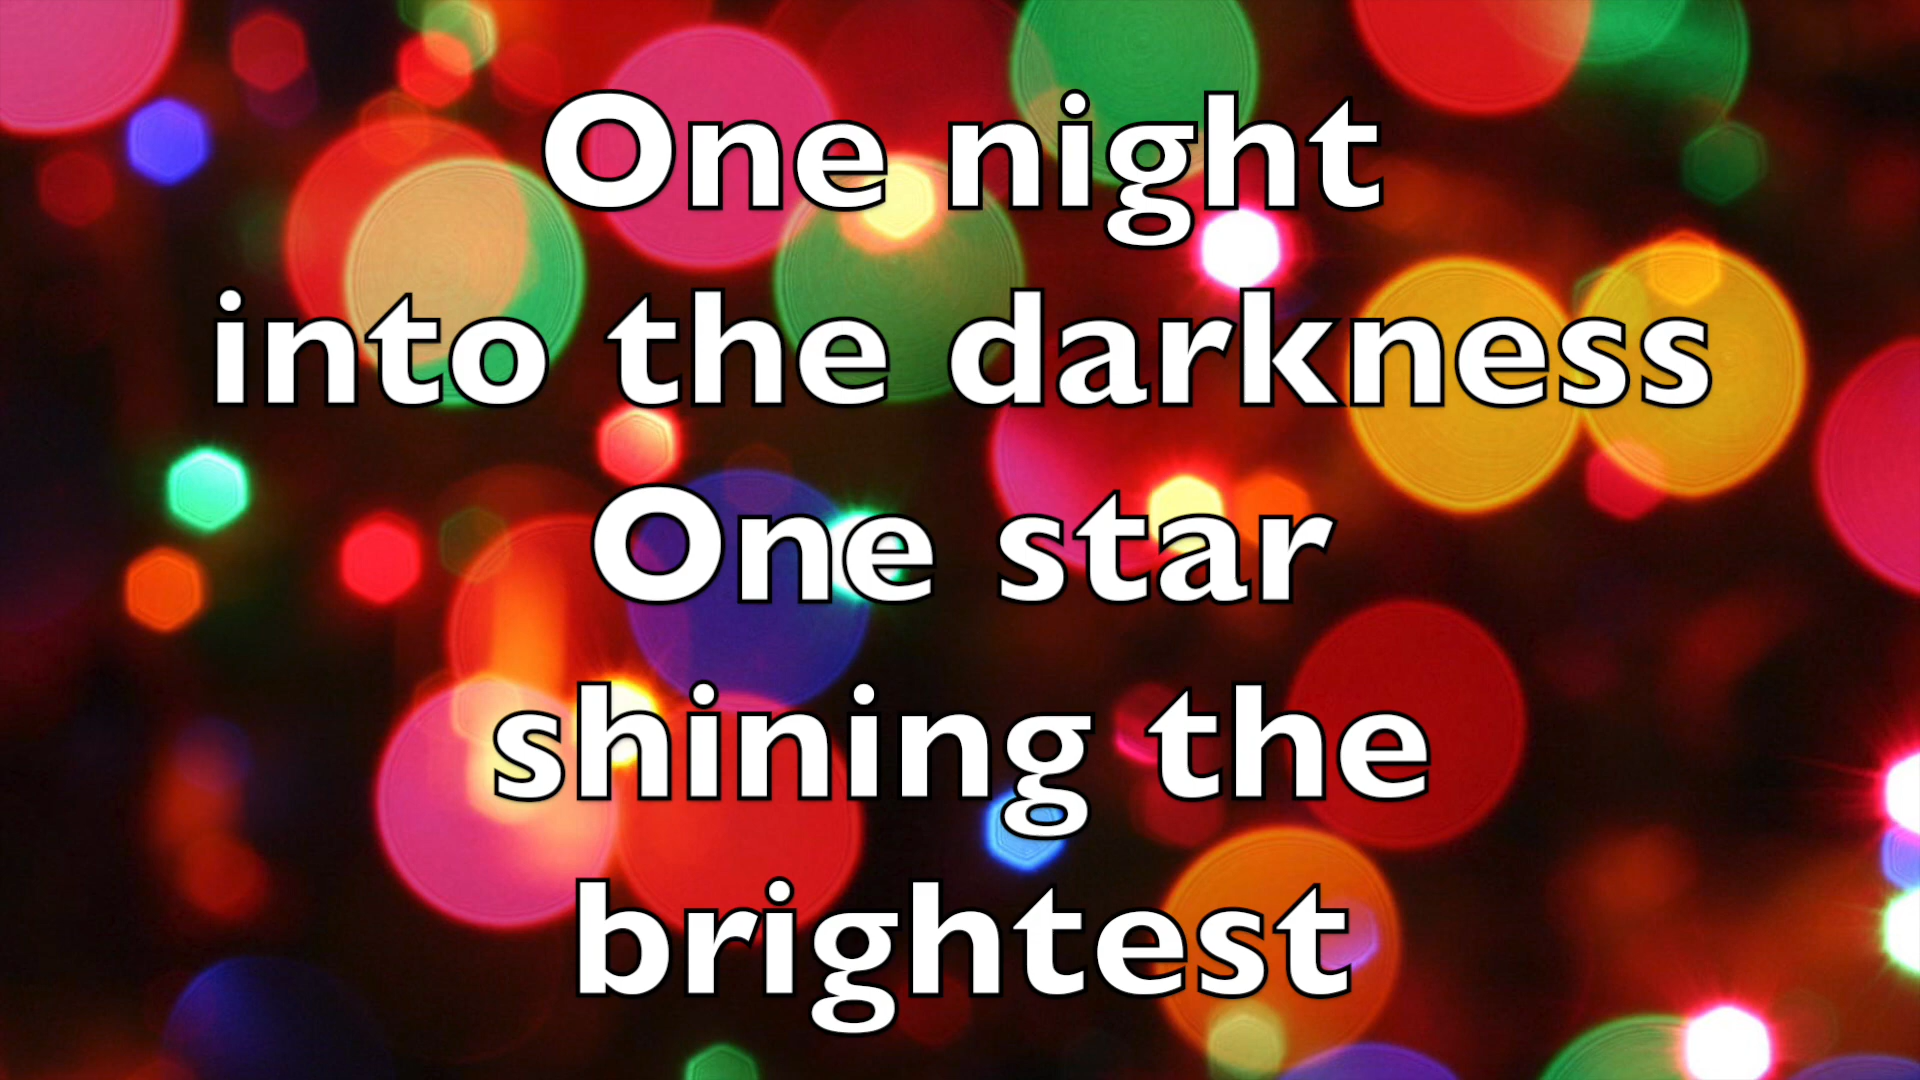 One night
into the darkness
One star
shining the
brightest